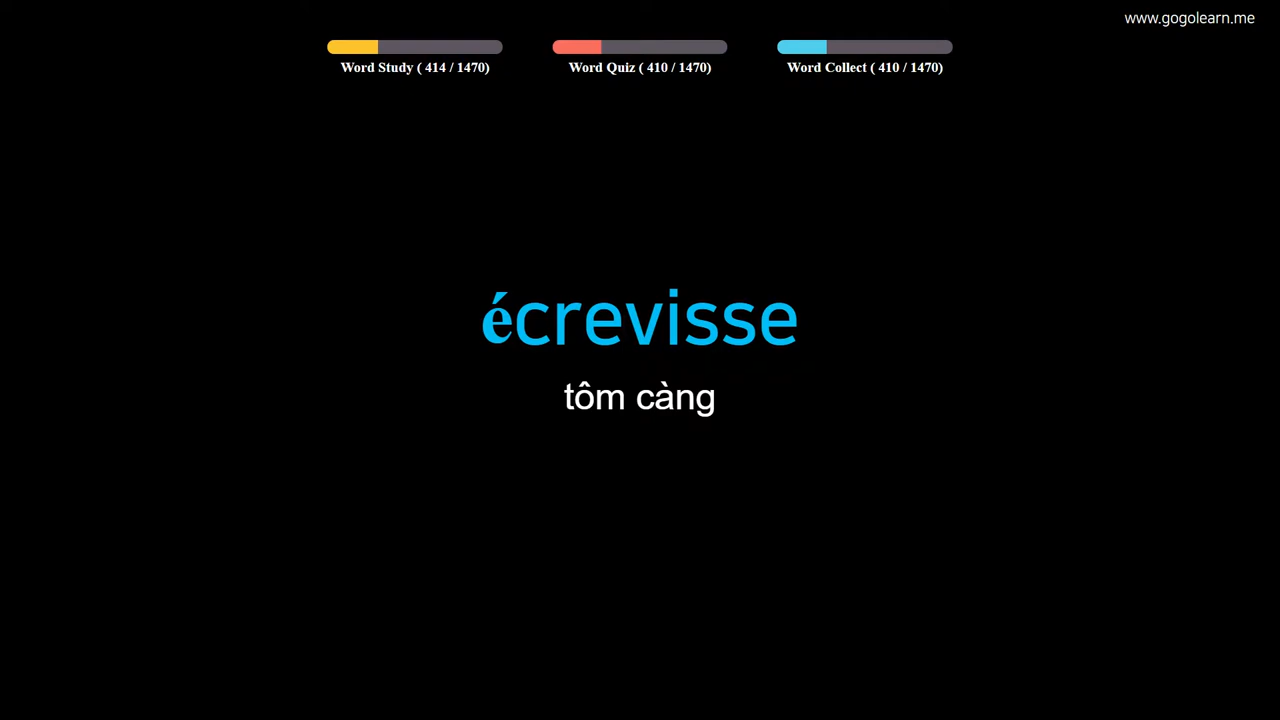 www.gogolearn.me
Word Study ( 414 / 1470)
Word Quiz ( 410 / 1470)
Word Collect ( 410 / 1470)
écrevisse
tôm càng